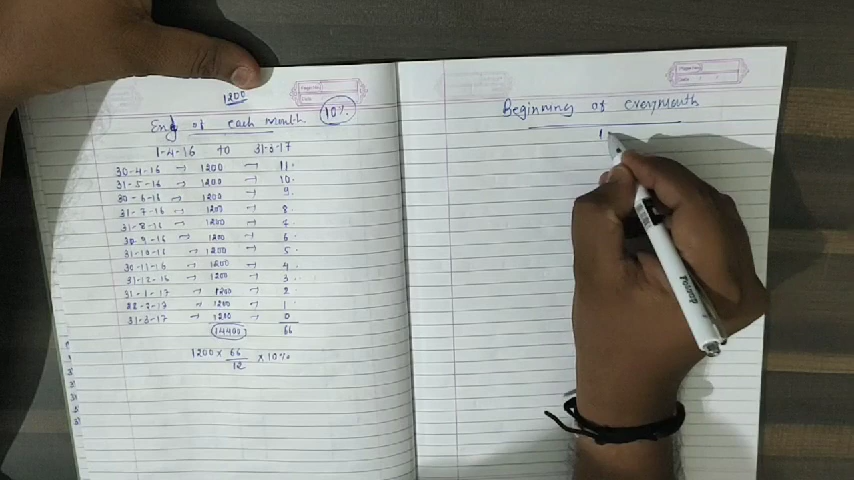 1200
End of each month 10%
1-4-16 to 31-3-17
30-4-16 → 1200 → 11.
31-5-16 → 1200 → 10.
30-6-16 → 1200 → 9.
31-7-16 → 1200 → 8
31-8-16 → 1200 → 7
30-9-16 → 1200 → 6.
31-10-16 → 1200 → 5.
30-11-16 → 1200 → 4.
31-12-16 → 1200 → 3.
31-1-17 → 1200 → 2.
28-2-17 → 1200 → 1.
31-3-17 → 1200 → 0
14400 66
1200 × 66/12 × 10%
Beginning of everymonth
1